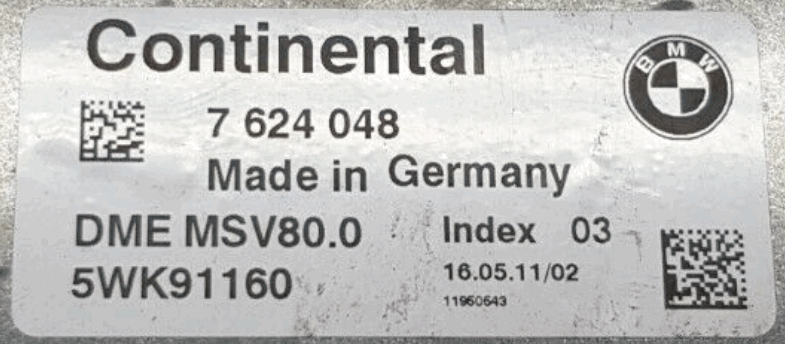 Continental
BMW
7 624 048
Made in Germany
DME MSV80.0 Index 03
5WK91160 16.05.11/02
11960643